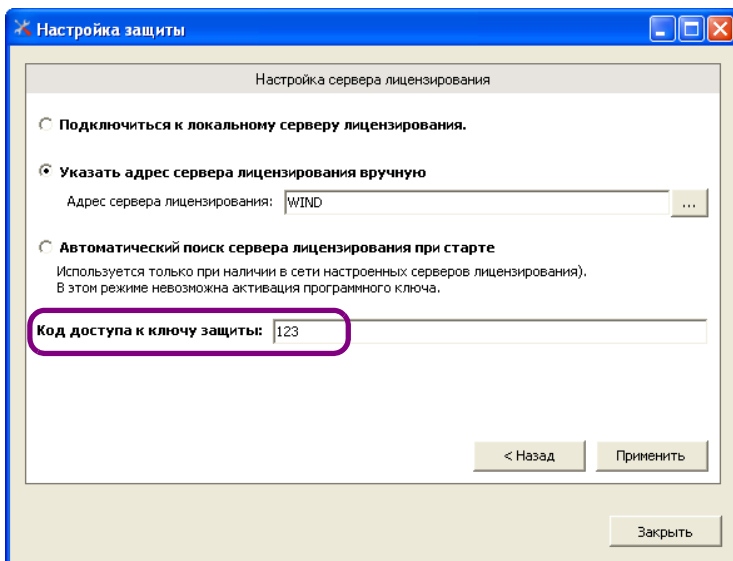 Настройка защиты
Настройка сервера лицензирования
Подключиться к локальному серверу лицензирования.
Указать адрес сервера лицензирования вручную
Адрес сервера лицензирования: WIND ...
Автоматический поиск сервера лицензирования при старте
Используется только при наличии в сети настроенных серверов лицензирования).
В этом режиме невозможна активация программного ключа.
Код доступа к ключу защиты: 123
< Назад Применить
Закрыть